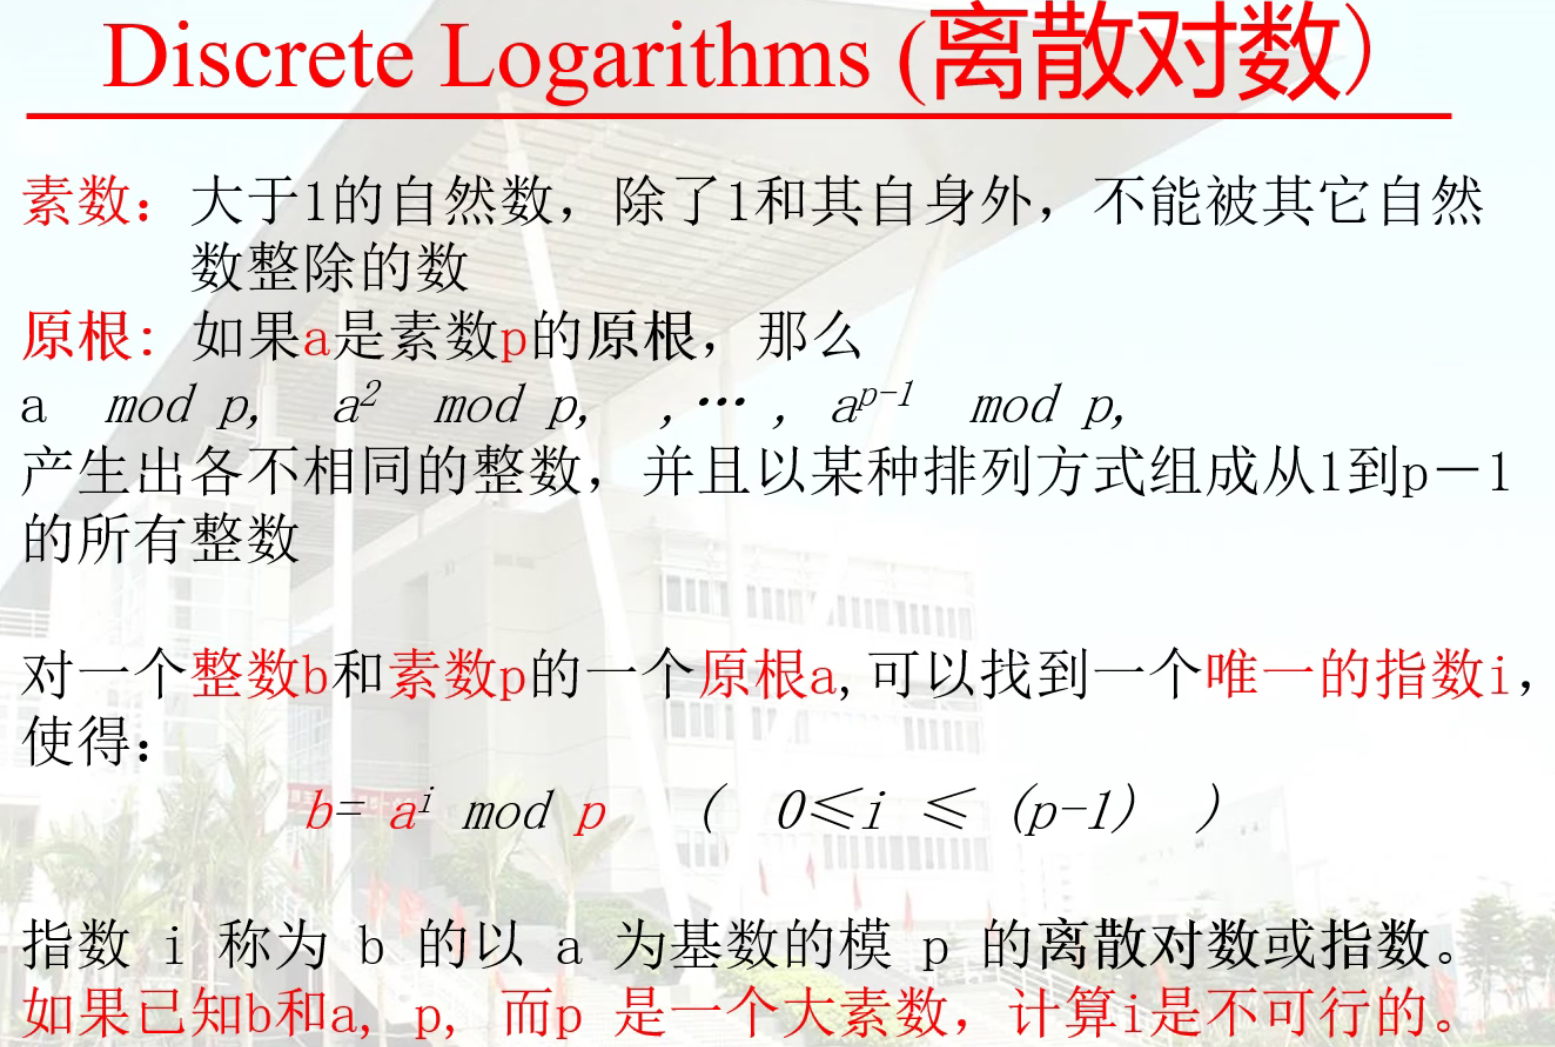 Discrete Logarithms (离散对数)
素数：大于1的自然数，除了1和其自身外，不能被其它自然
数整除的数
原根: 如果a是素数p的原根，那么
a mod p, a² mod p, ,… , aᵖ⁻¹ mod p,
产生出各不相同的整数，并且以某种排列方式组成从1到p－1
的所有整数
对一个整数b和素数p的一个原根a,可以找到一个唯一的指数i，
使得：
b= aⁱ mod p ( 0≤i ≤ (p-1) )
指数 i 称为 b 的以 a 为基数的模 p 的离散对数或指数。
如果已知b和a, p, 而p 是一个大素数，计算i是不可行的。